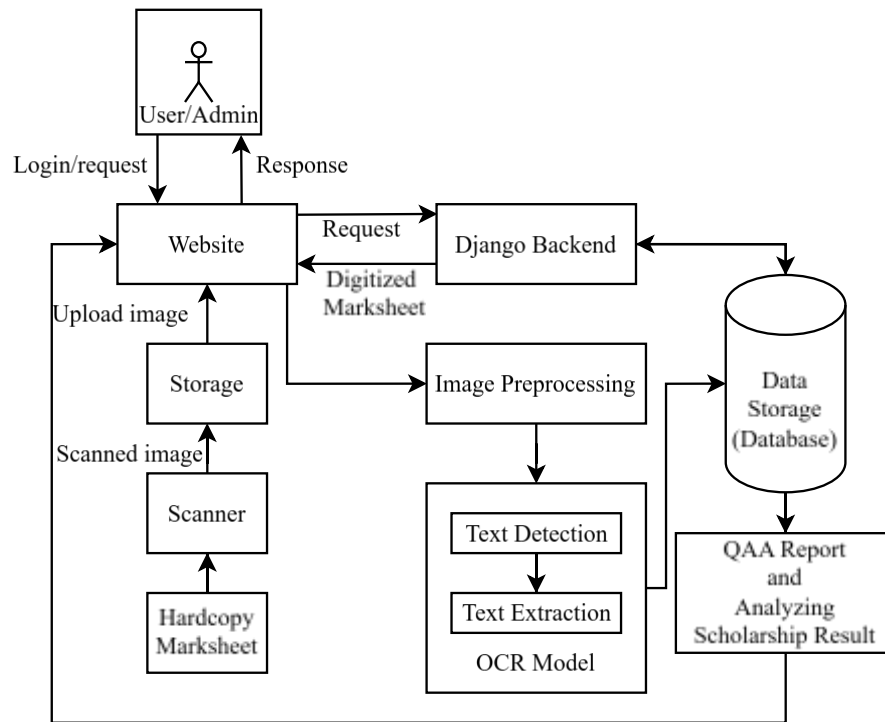 User/Admin
Login/request
Response
Website
Request
Django Backend
Digitized
Marksheet
Upload image
Storage
Image Preprocessing
Data
Storage
(Database)
Scanned image
Scanner
Text Detection
QAA Report
and
Analyzing
Scholarship Result
Hardcopy
Marksheet
Text Extraction
OCR Model